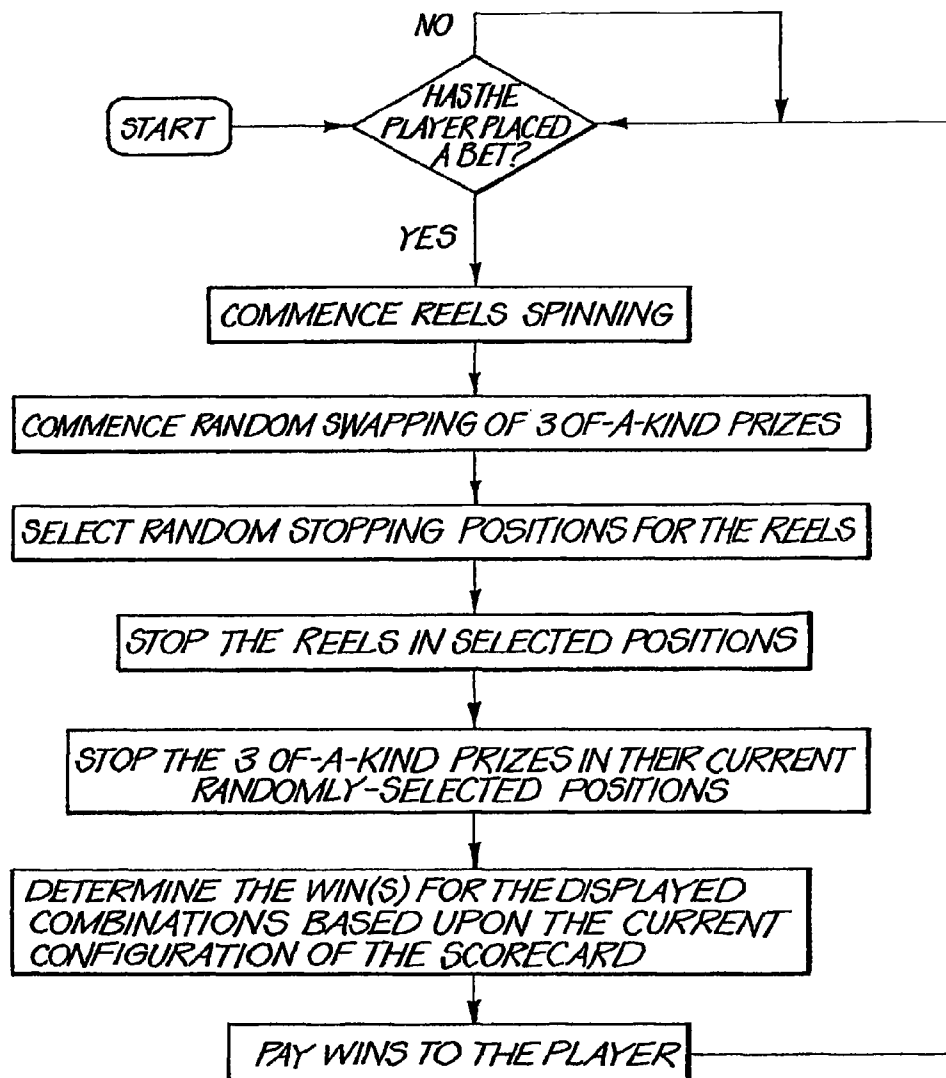 NO
START
HAS THE
PLAYER PLACED
A BET?
YES
COMMENCE REELS SPINNING
COMMENCE RANDOM SWAPPING OF 3 OF-A-KIND PRIZES
SELECT RANDOM STOPPING POSITIONS FOR THE REELS
STOP THE REELS IN SELECTED POSITIONS
STOP THE 3 OF-A-KIND PRIZES IN THEIR CURRENT
RANDOMLY-SELECTED POSITIONS
DETERMINE THE WIN(S) FOR THE DISPLAYED
COMBINATIONS BASED UPON THE CURRENT
CONFIGURATION OF THE SCORECARD
PAY WINS TO THE PLAYER